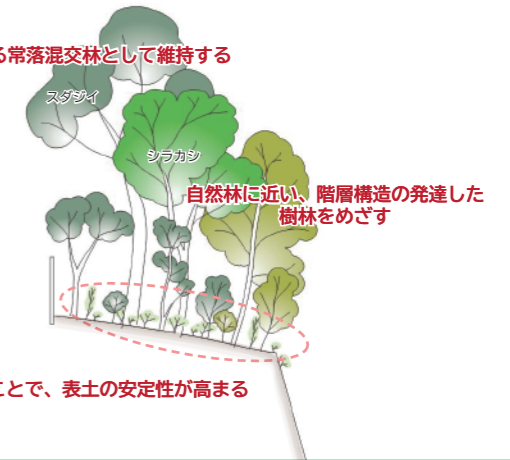 る常落混交林として維持する
スダジイ
シラカシ
自然林に近い、階層構造の発達した
樹林をめざす
ことで、表土の安定性が高まる